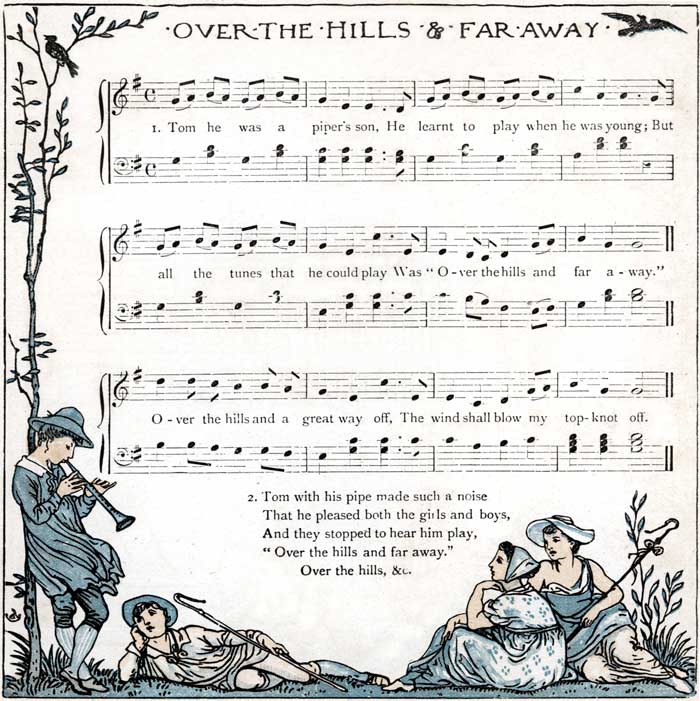 ·OVER·THE·HILLS·&·FAR·AWAY·
1. Tom he was a piper's son, He learnt to play when he was young; But
all the tunes that he could play Was "O-ver the hills and far a-way."
O-ver the hills and a great way off, The wind shall blow my top-knot off.
2. Tom with his pipe made such a noise
That he pleased both the girls and boys,
And they stopped to hear him play,
"Over the hills and far away."
Over the hills, &c.